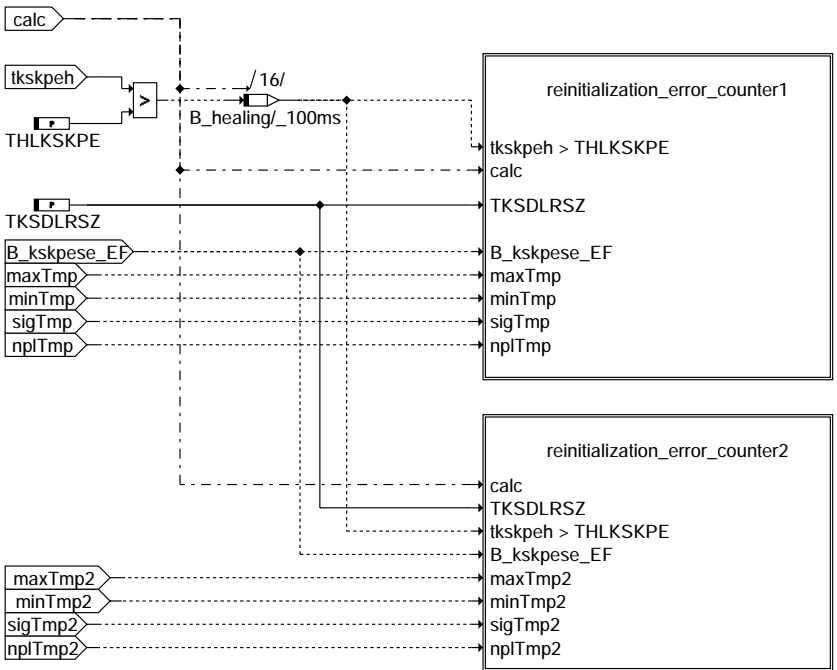 calc
tkskpeh
>
P
THLKSKPE
/16/
B_healing/_100ms
P
TKSDLRSZ
B_kskpese_EF
maxTmp
minTmp
sigTmp
nplTmp
reinitialization_error_counter1
tkskpeh > THLKSKPE
calc
TKSDLRSZ
B_kskpese_EF
maxTmp
minTmp
sigTmp
nplTmp
reinitialization_error_counter2
calc
TKSDLRSZ
tkskpeh > THLKSKPE
B_kskpese_EF
maxTmp2
minTmp2
sigTmp2
nplTmp2
maxTmp2
minTmp2
sigTmp2
nplTmp2